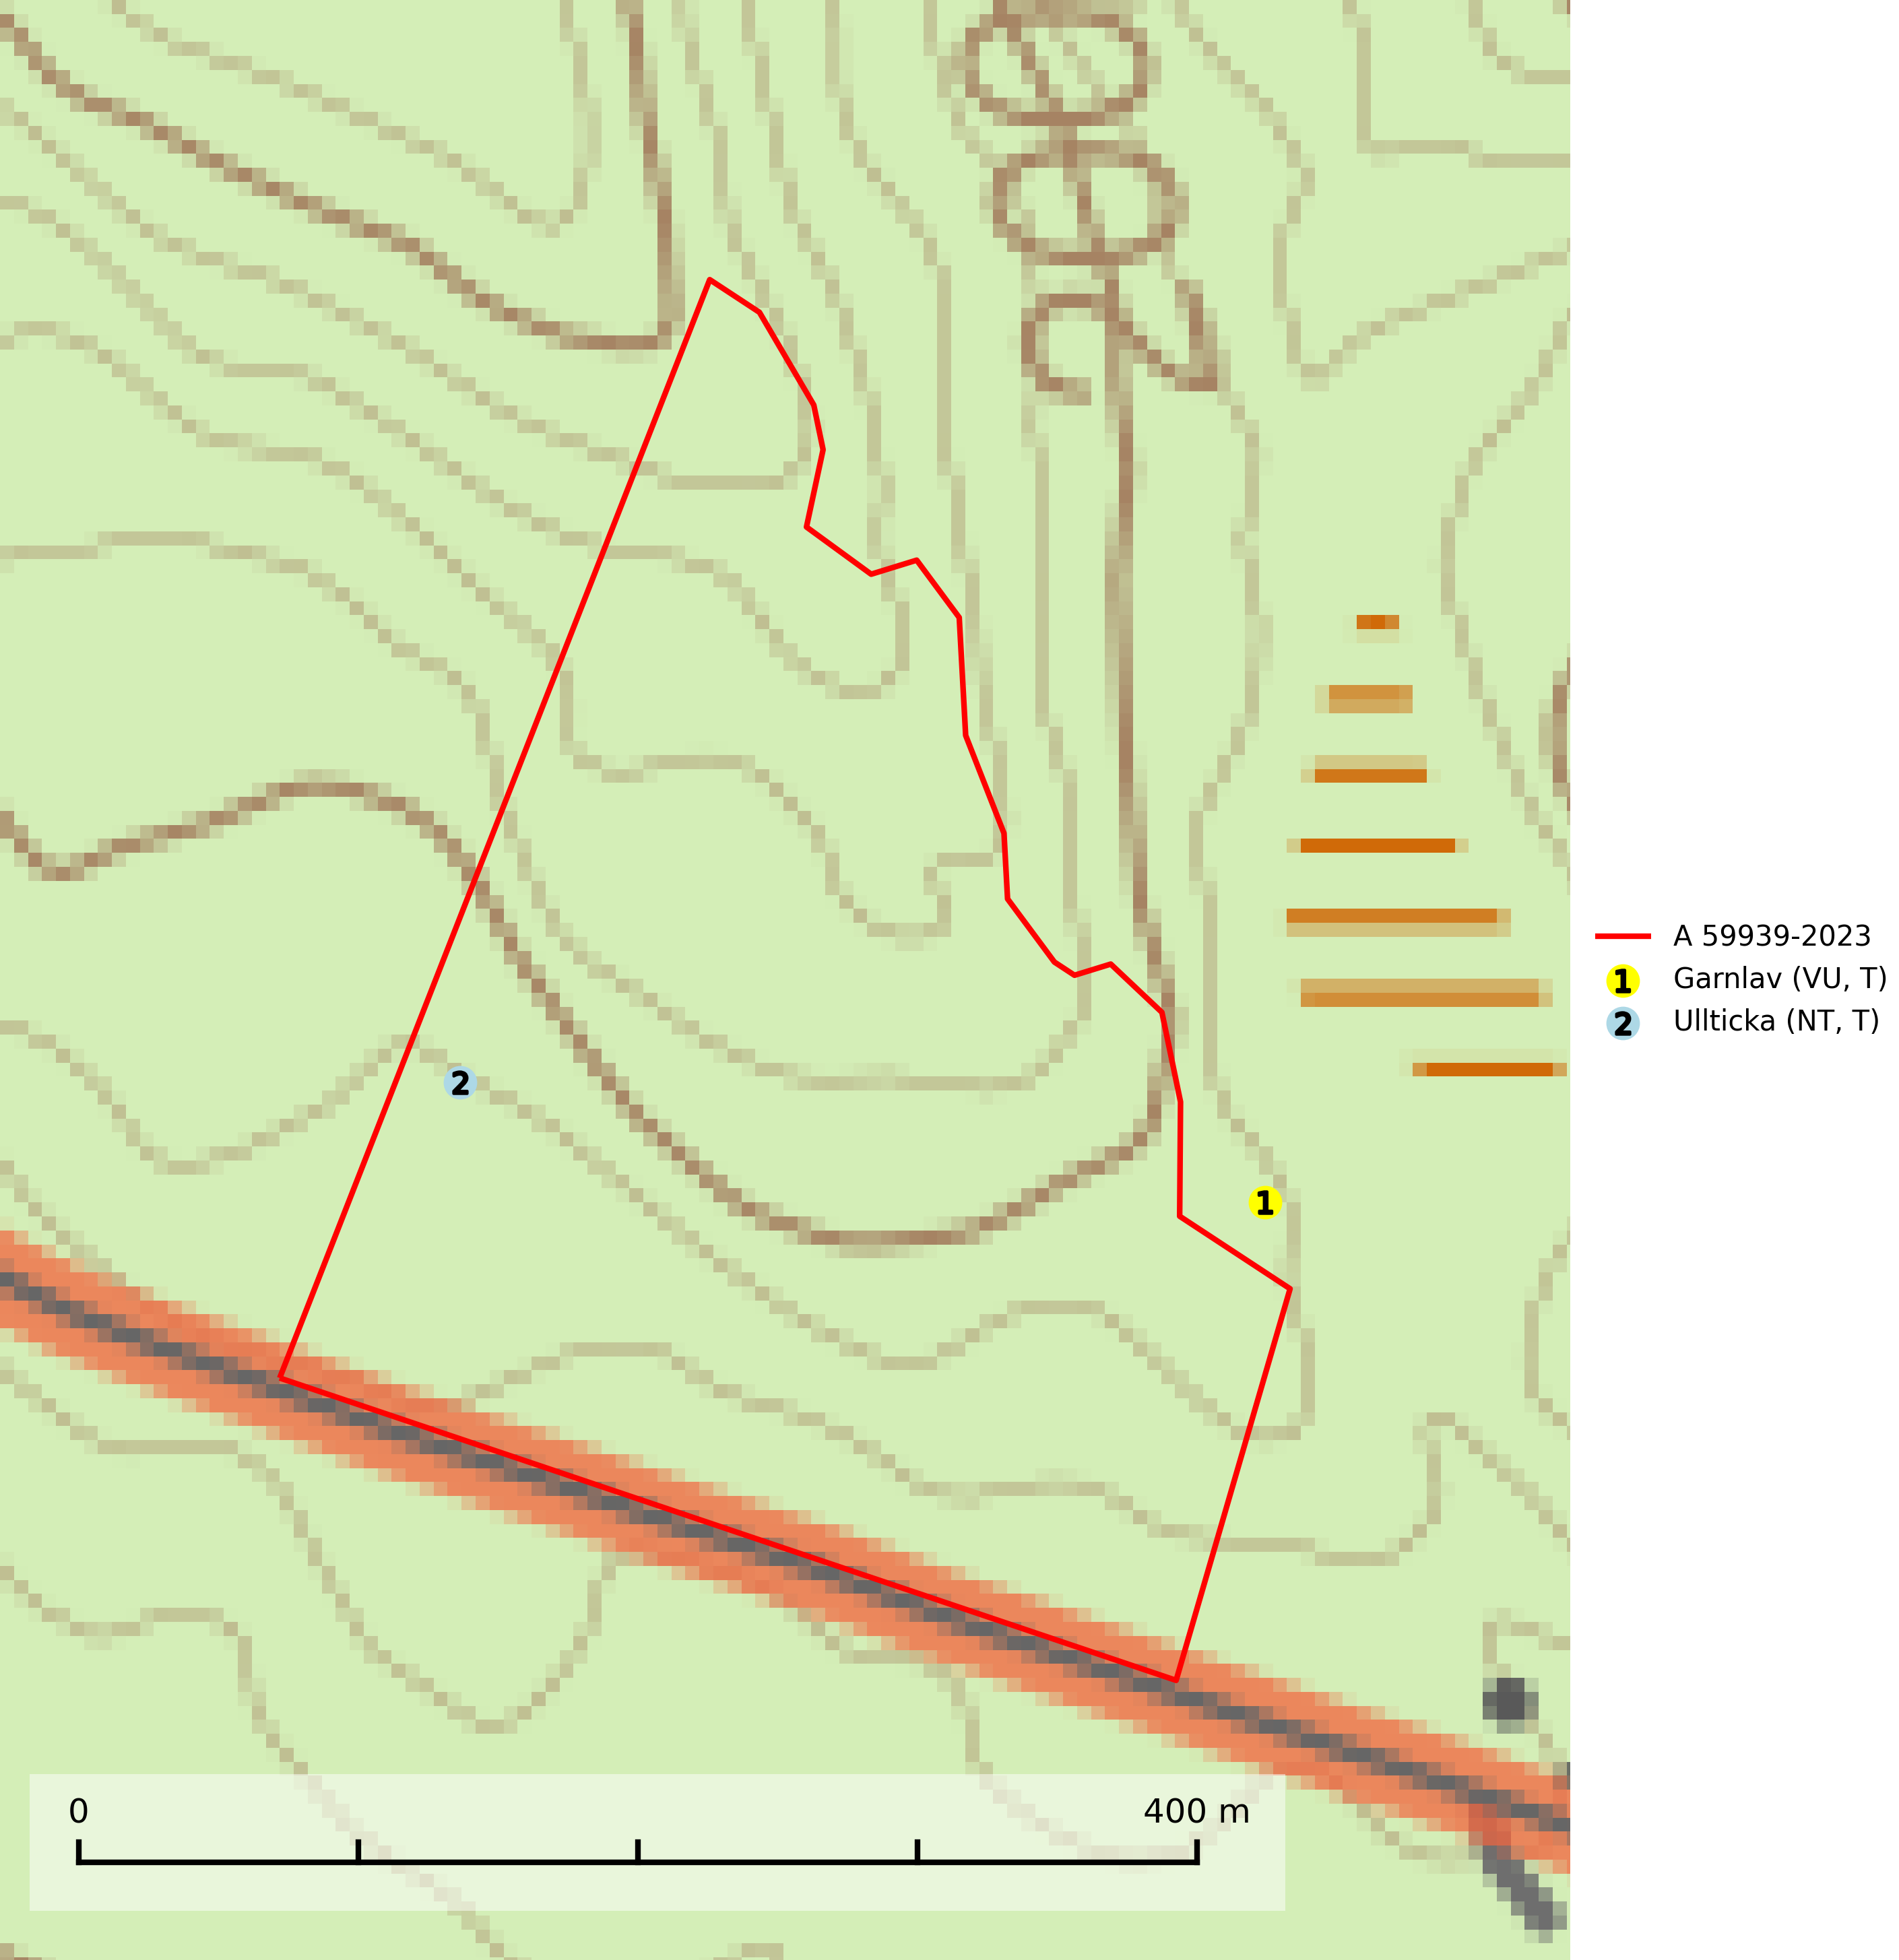 2
1
A 59939-2023
1 Garnlav (VU, T)
2 Ullticka (NT, T)
0 400 m